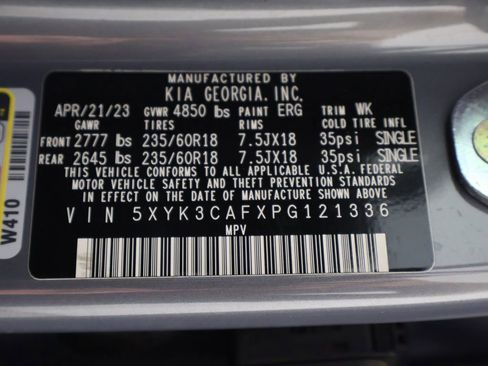 MANUFACTURED BY
KIA GEORGIA, INC.
APR/21/23 GVWR 4850 lbs PAINT ERG TRIM WK
GAWR TIRES RIMS COLD TIRE INFL
FRONT 2777 lbs 235/60R18 7.5JX18 35psi SINGLE
REAR 2645 lbs 235/60R18 7.5JX18 35psi SINGLE
THIS VEHICLE CONFORMS TO ALL APPLICABLE U.S.A. FEDERAL
MOTOR VEHICLE SAFETY AND THEFT PREVENTION STANDARDS
IN EFFECT ON THE DATE OF MANUFACTURE SHOWN ABOVE.
VIN 5XYK3CAFXPG121336
MPV
W410